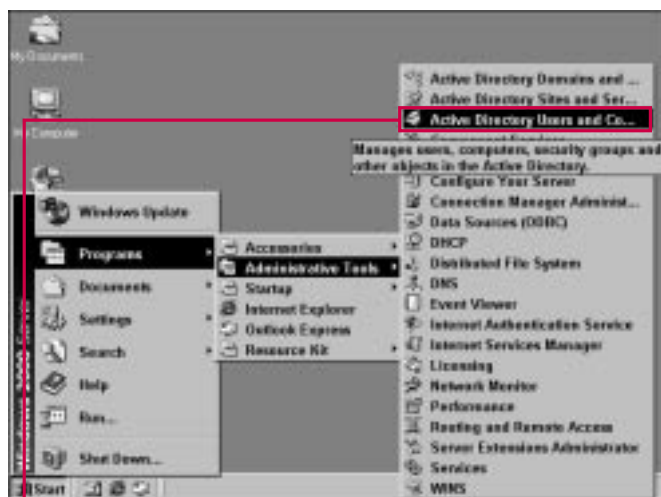 My Documents
My Computer
Windows Update
Programs
Documents
Settings
Search
Help
Run...
Shut Down...
Start
Accessories
Administrative Tools
Startup
Internet Explorer
Outlook Express
Resource Kit
Active Directory Domains and ...
Active Directory Sites and Ser...
Active Directory Users and Co...
Manages users, computers, security groups and
other objects in the Active Directory.
Configure Your Server
Connection Manager Administ...
Data Sources (ODBC)
DHCP
Distributed File System
DNS
Event Viewer
Internet Authentication Service
Internet Services Manager
Licensing
Network Monitor
Performance
Routing and Remote Access
Server Extensions Administrator
Services
WINS